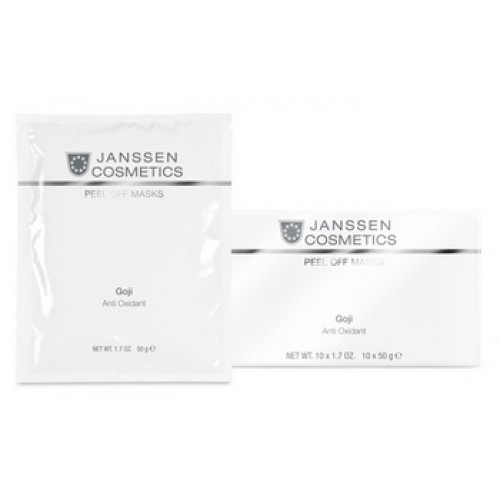 JANSSEN
COSMETICS
PEEL OFF MASKS
Goji
Anti Oxidant
NET WT. 1.7 OZ. 50 g ℮
JANSSEN
COSMETICS
PEEL OFF MASKS
Goji
Anti Oxidant
NET WT. 10 x 1.7 OZ. 10 x 50 g ℮